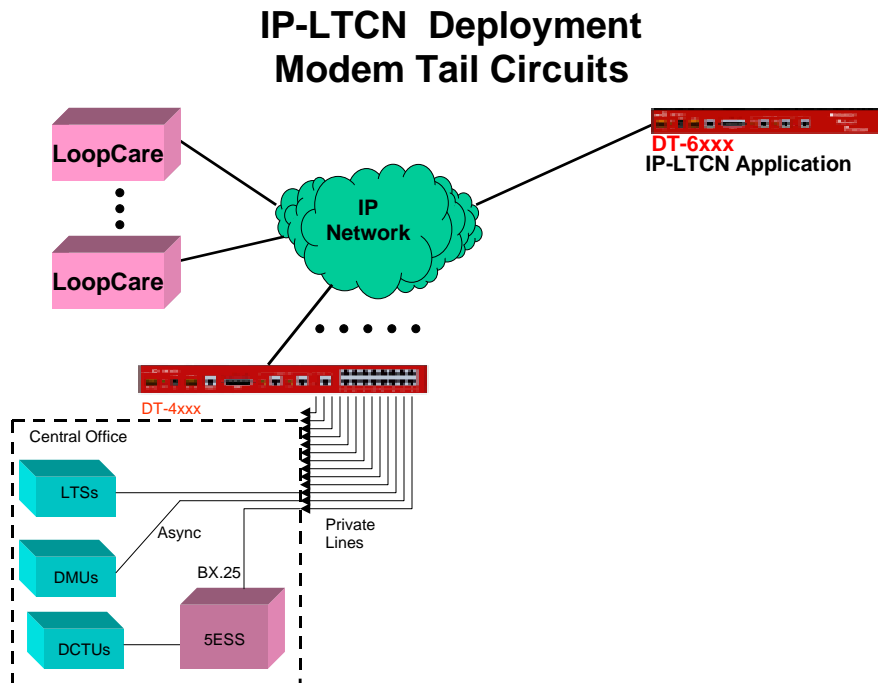 IP-LTCN Deployment
Modem Tail Circuits
LoopCare
LoopCare
IP
Network
DT-6xxx
IP-LTCN Application
DT-4xxx
Central Office
LTSs
Async
DMUs
BX.25
DCTUs
5ESS
Private
Lines